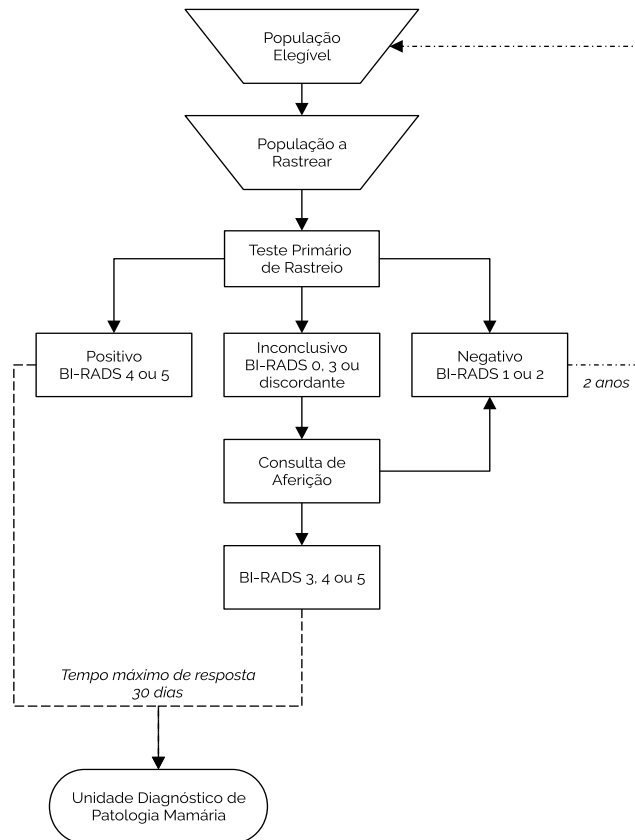 População
Elegível
População a
Rastrear
Teste Primário
de Rastreio
Positivo
BI-RADS 4 ou 5
Inconclusivo
BI-RADS 0, 3 ou
discordante
Negativo
BI-RADS 1 ou 2
2 anos
Consulta de
Aferição
BI-RADS 3, 4 ou 5
Tempo máximo de resposta
30 dias
Unidade Diagnóstico de
Patologia Mamária